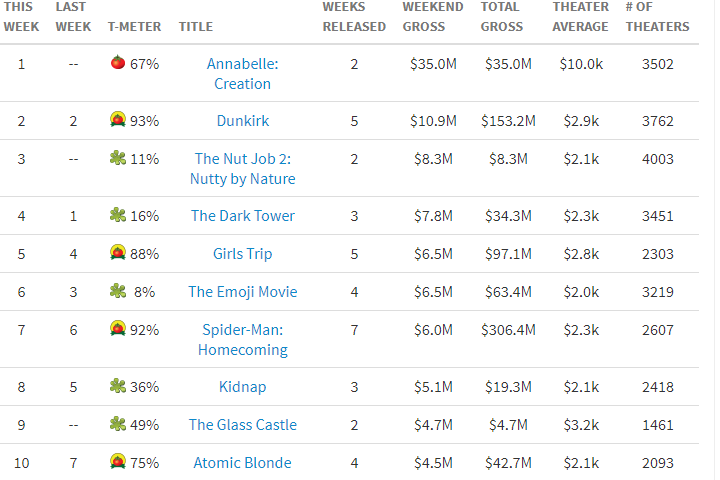 THIS LAST WEEKS WEEKEND TOTAL THEATER # OF
WEEK WEEK T-METER TITLE RELEASED GROSS GROSS AVERAGE THEATERS
1 -- 67% Annabelle: 2 $35.0M $35.0M $10.0k 3502
Creation
2 2 93% Dunkirk 5 $10.9M $153.2M $2.9k 3762
3 -- 11% The Nut Job 2: 2 $8.3M $8.3M $2.1k 4003
Nutty by Nature
4 1 16% The Dark Tower 3 $7.8M $34.3M $2.3k 3451
5 4 88% Girls Trip 5 $6.5M $97.1M $2.8k 2303
6 3 8% The Emoji Movie 4 $6.5M $63.4M $2.0k 3219
7 6 92% Spider-Man: 7 $6.0M $306.4M $2.3k 2607
Homecoming
8 5 36% Kidnap 3 $5.1M $19.3M $2.1k 2418
9 -- 49% The Glass Castle 2 $4.7M $4.7M $3.2k 1461
10 7 75% Atomic Blonde 4 $4.5M $42.7M $2.1k 2093